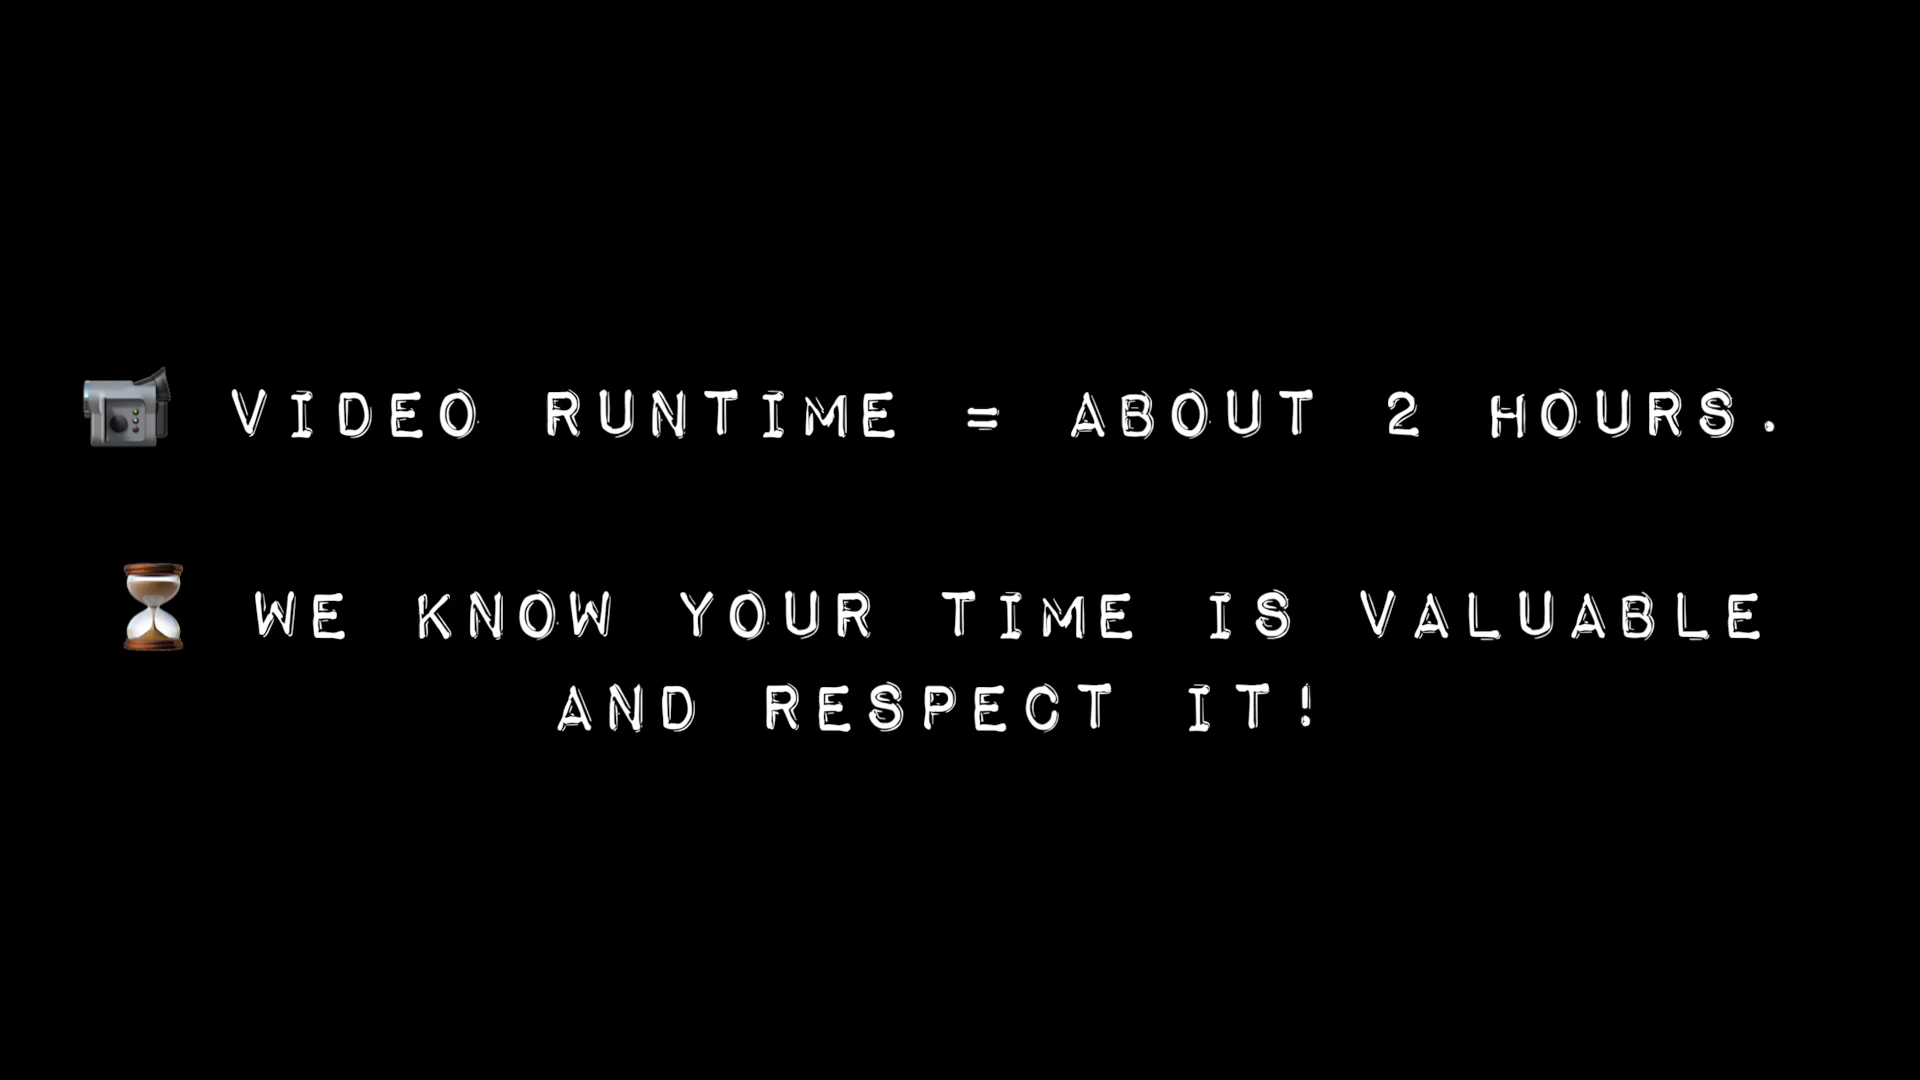 VIDEO RUNTIME = ABOUT 2 HOURS.
WE KNOW YOUR TIME IS VALUABLE
AND RESPECT IT!